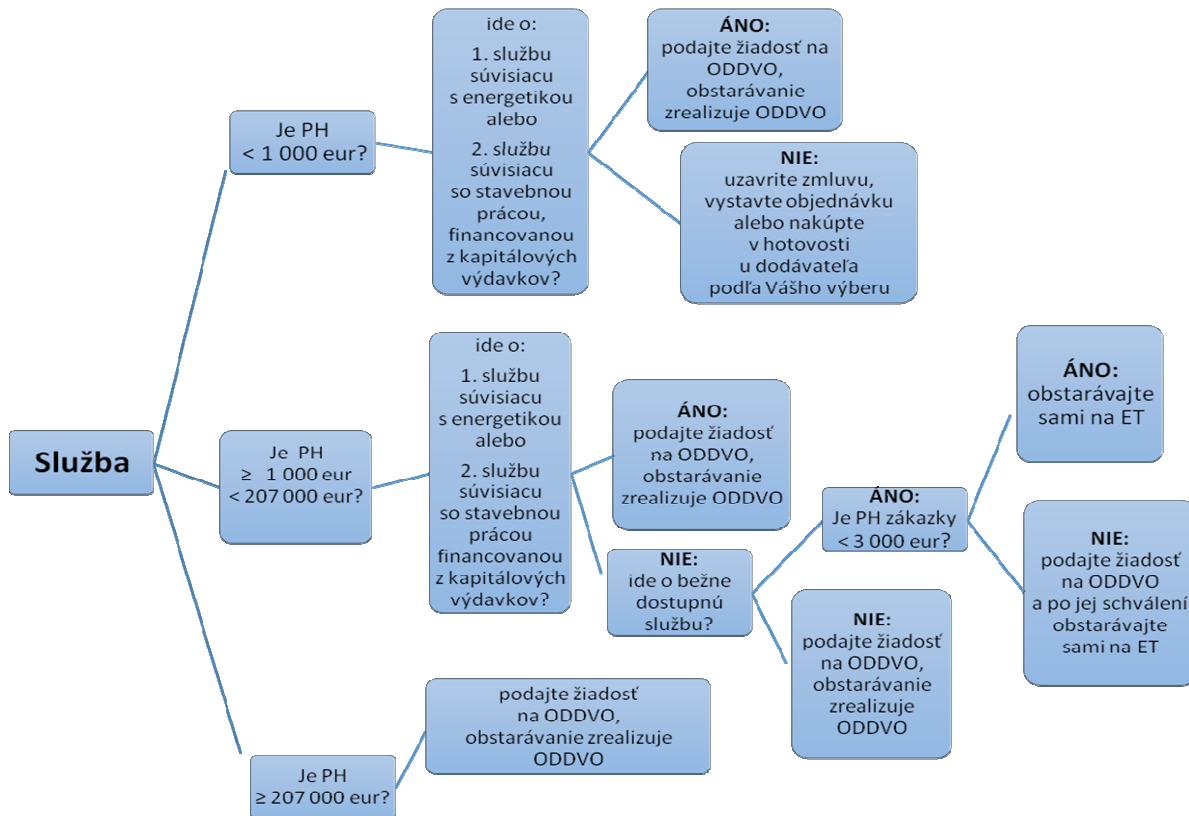 Služba
Je PH
< 1 000 eur?
ide o:
1. službu
súvisiacu
s energetikou
alebo
2. službu
súvisiacu
so stavebnou
prácou,
financovanou
z kapitálových
výdavkov?
ÁNO:
podajte žiadosť na
ODDVO,
obstarávanie
zrealizuje ODDVO
NIE:
uzavrite zmluvu,
vystavte objednávku
alebo nakúpte
v hotovosti
u dodávateľa
podľa Vášho výberu
Je PH
≥ 1 000 eur
< 207 000 eur?
ide o:
1. službu
súvisiacu
s energetikou
alebo
2. službu
súvisiacu
so stavebnou
prácou
financovanou
z kapitálových
výdavkov?
ÁNO:
podajte žiadosť
na ODDVO,
obstarávanie
zrealizuje ODDVO
NIE:
ide o bežne
dostupnú
službu?
ÁNO:
Je PH zákazky
< 3 000 eur?
ÁNO:
obstarávajte
sami na ET
NIE:
podajte žiadosť
na ODDVO
a po jej schválení
obstarávajte
sami na ET
NIE:
podajte žiadosť
na ODDVO,
obstarávanie
zrealizuje
ODDVO
Je PH
≥ 207 000 eur?
podajte žiadosť
na ODDVO,
obstarávanie zrealizuje
ODDVO